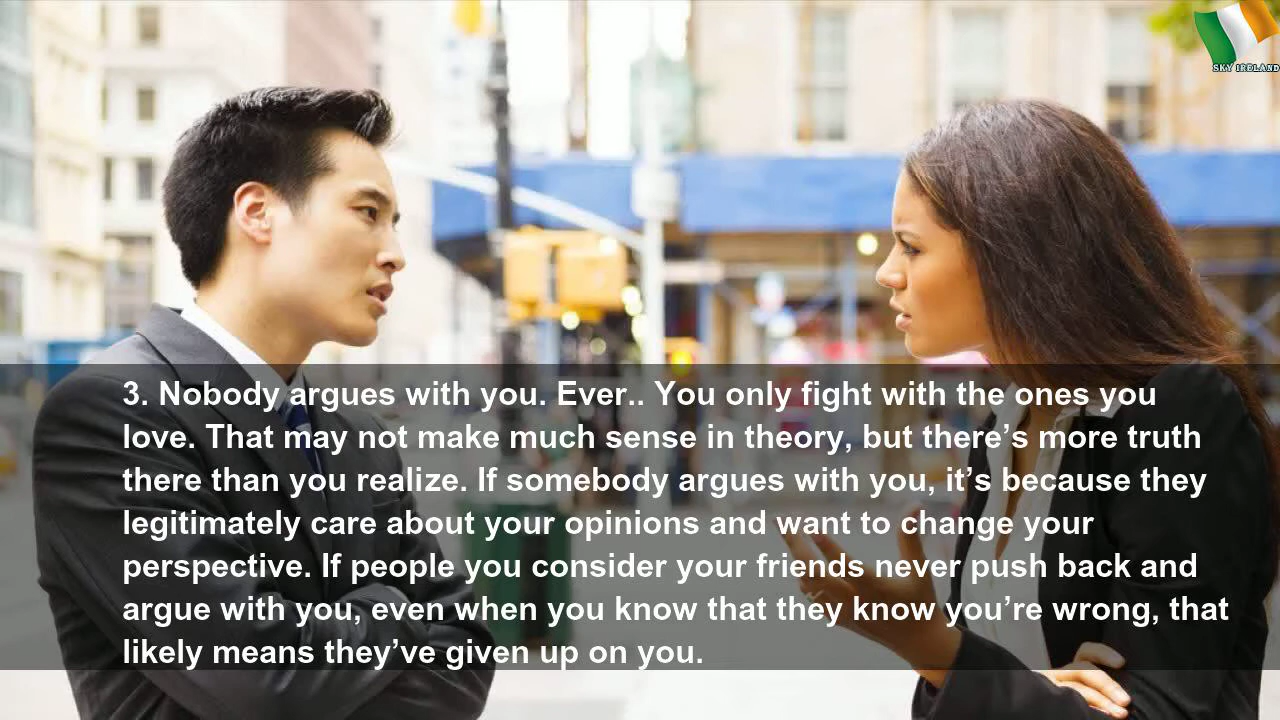 SKY IRELAND
3. Nobody argues with you. Ever.. You only fight with the ones you
love. That may not make much sense in theory, but there’s more truth
there than you realize. If somebody argues with you, it’s because they
legitimately care about your opinions and want to change your
perspective. If people you consider your friends never push back and
argue with you, even when you know that they know you’re wrong, that
likely means they’ve given up on you.